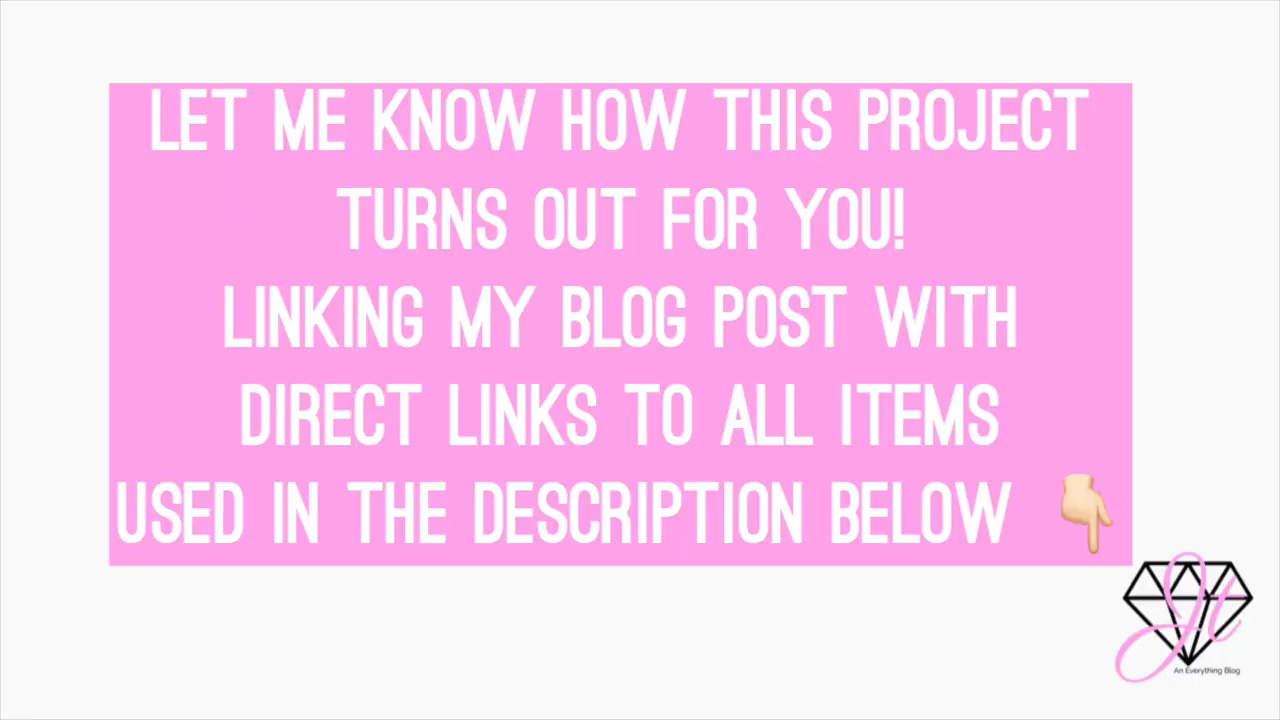 LET ME KNOW HOW THIS PROJECT
TURNS OUT FOR YOU!
LINKING MY BLOG POST WITH
DIRECT LINKS TO ALL ITEMS
USED IN THE DESCRIPTION BELOW 👇🏼
Jt
An Everything Blog